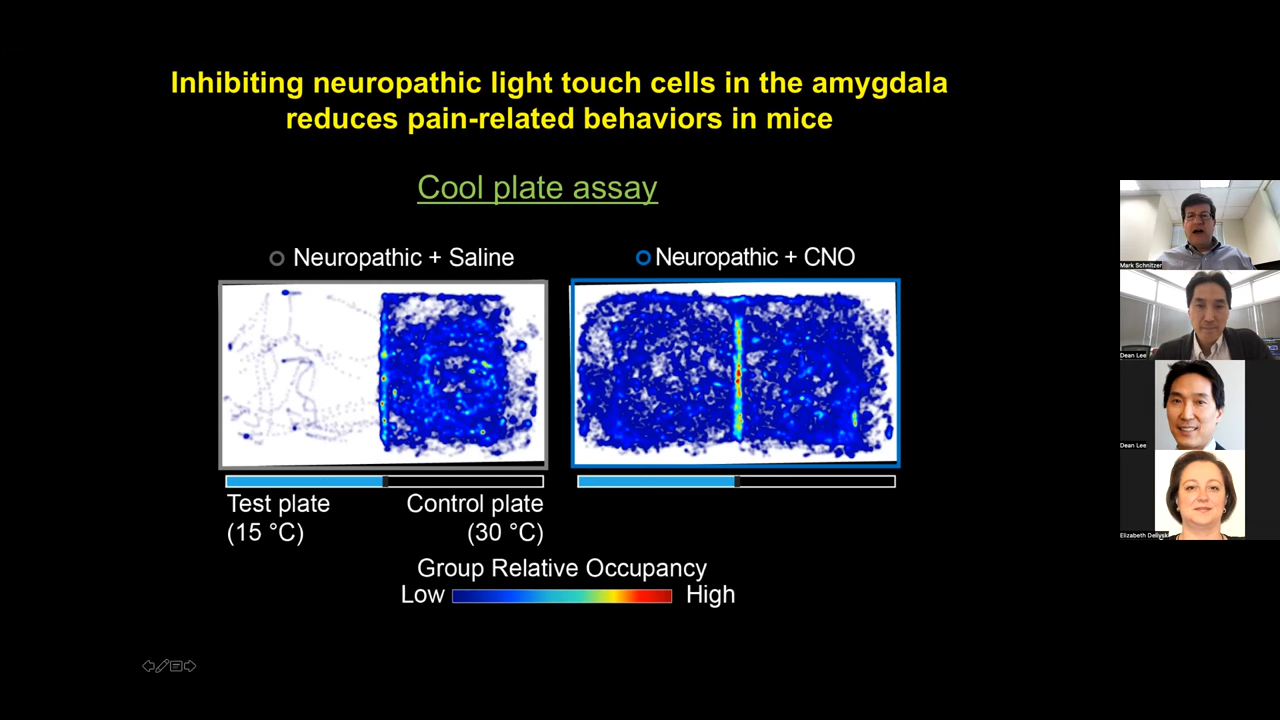 Inhibiting neuropathic light touch cells in the amygdala
reduces pain-related behaviors in mice
Cool plate assay
Neuropathic + Saline
Neuropathic + CNO
Test plate
(15 °C)
Control plate
(30 °C)
Group Relative Occupancy
Low
High
Mark Schnitzer
Dean Lee
Dean Lee
Elizabeth